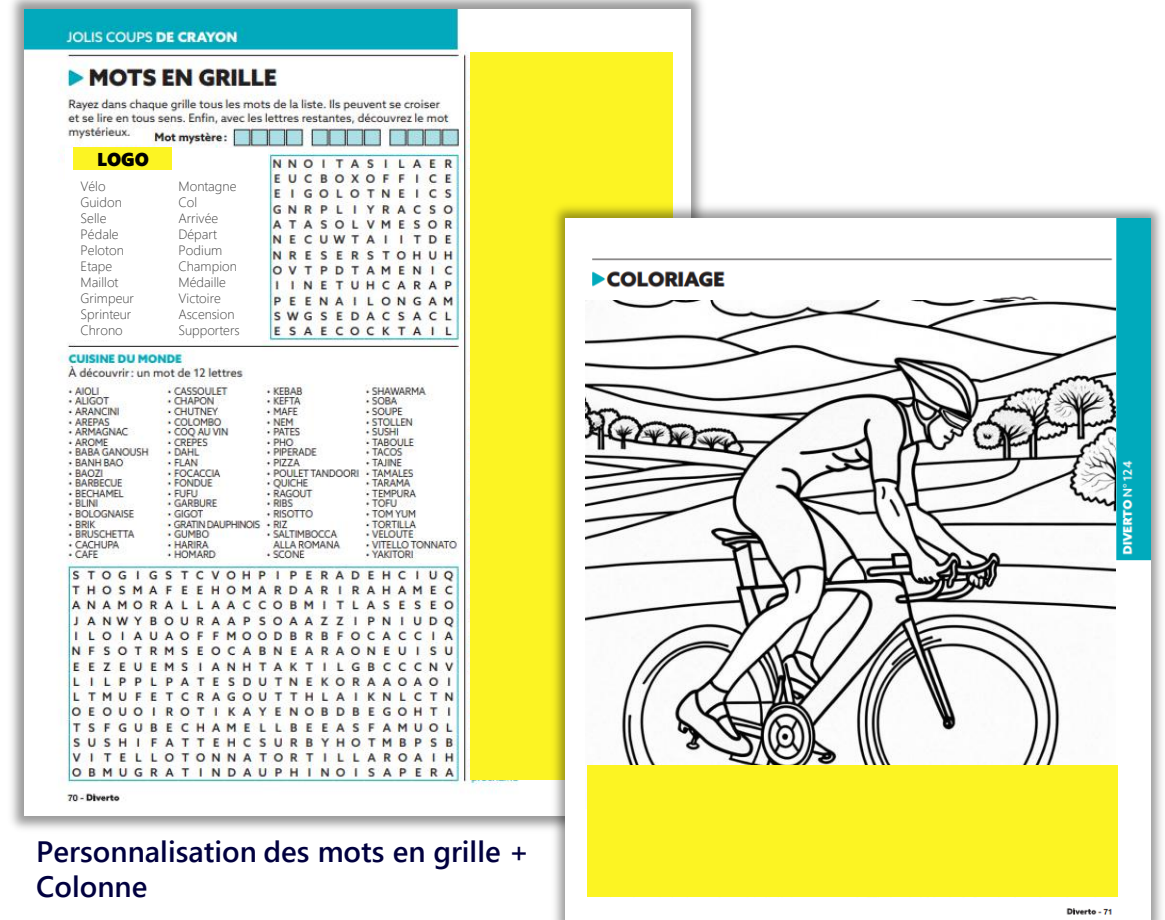 JOLIS COUPS DE CRAYON
MOTS EN GRILLE
Rayez dans chaque grille tous les mots de la liste. Ils peuvent se croiser
et se lire en tous sens. Enfin, avec les lettres restantes, découvrez le mot
mystérieux. Mot mystère :
LOGO
Vélo
Guidon
Selle
Pédale
Peloton
Etape
Maillot
Grimpeur
Sprinteur
Chrono
Montagne
Col
Arrivée
Départ
Podium
Champion
Médaille
Victoire
Ascension
Supporters
N N O I T A S I L A E R
E U C B O X O F F I C E
E I G O L O T N E I C S
G N R P L I Y R A C S O
A T A S O L V M E S O R
N E C U W T A I I T D E
N R E S E R S T O H U H
O V T P D T A M E N I C
I I N E T U H C A R A P
P E E N A I L O N G A M
S W G S E D A C S A C L
E S A E C O C K T A I L
CUISINE DU MONDE
À découvrir : un mot de 12 lettres
• AIOLI
• ALIGOT
• ARANCINI
• AREPAS
• ARMAGNAC
• AROME
• BABA GANOUSH
• BANH BAO
• BAOZI
• BARBECUE
• BECHAMEL
• BLINI
• BOLOGNAISE
• BRIK
• BRUSCHETTA
• CACHUPA
• CAFE
• CASSOULET
• CHAPON
• CHUTNEY
• COLOMBO
• COQ AU VIN
• CREPES
• DAHL
• FLAN
• FOCACCIA
• FONDUE
• FUFU
• GARBURE
• GIGOT
• GRATIN DAUPHINOIS
• GUMBO
• HARIRA
• HOMARD
• KEBAB
• KEFTA
• MAFE
• NEM
• PATES
• PHO
• PIPERADE
• PIZZA
• POULET TANDOORI
• QUICHE
• RAGOUT
• RIBS
• RISOTTO
• RIZ
• SALTIMBOCCA
ALLA ROMANA
• SCONE
• SHAWARMA
• SOBA
• SOUPE
• STOLLEN
• SUSHI
• TABOULE
• TACOS
• TAJINE
• TAMALES
• TARAMA
• TEMPURA
• TOFU
• TOM YUM
• TORTILLA
• VELOUTE
• VITELLO TONNATO
• YAKITORI
S T O G I G S T C V O H P I P E R A D E H C I U Q
T H O S M A F E E H O M A R D A R I R A H A M E C
A N A M O R A L L A A C C O B M I T L A S E S E O
J A N W Y B O U R A A P S O A A Z Z I P N I U D Q
I L O I A U A O F F M O O D B R B F O C A C C I A
N F S O T R M S E O C A B N E A R A O N E U I S U
E E Z E U E M S I A N H T A K T I L G B C C C N V
L I L P P L P A T E S D U T N E K O R A A O A O I
L T M U F E T C R A G O U T T H L A I K N L C T N
O E O U O I R O T I K A Y E N O B D B E G O H T I
T S F G U B E C H A M E L L B E E A S F A M U O L
S U S H I F A T T E H C S U R B Y H O T M B P S B
V I T E L L O T O N N A T O R T I L L A R O A I H
O B M U G R A T I N D A U P H I N O I S A P E R A
70 - Diverto
COLORIAGE
DIVERTO N° 124
Diverto - 71
Personnalisation des mots en grille +
Colonne